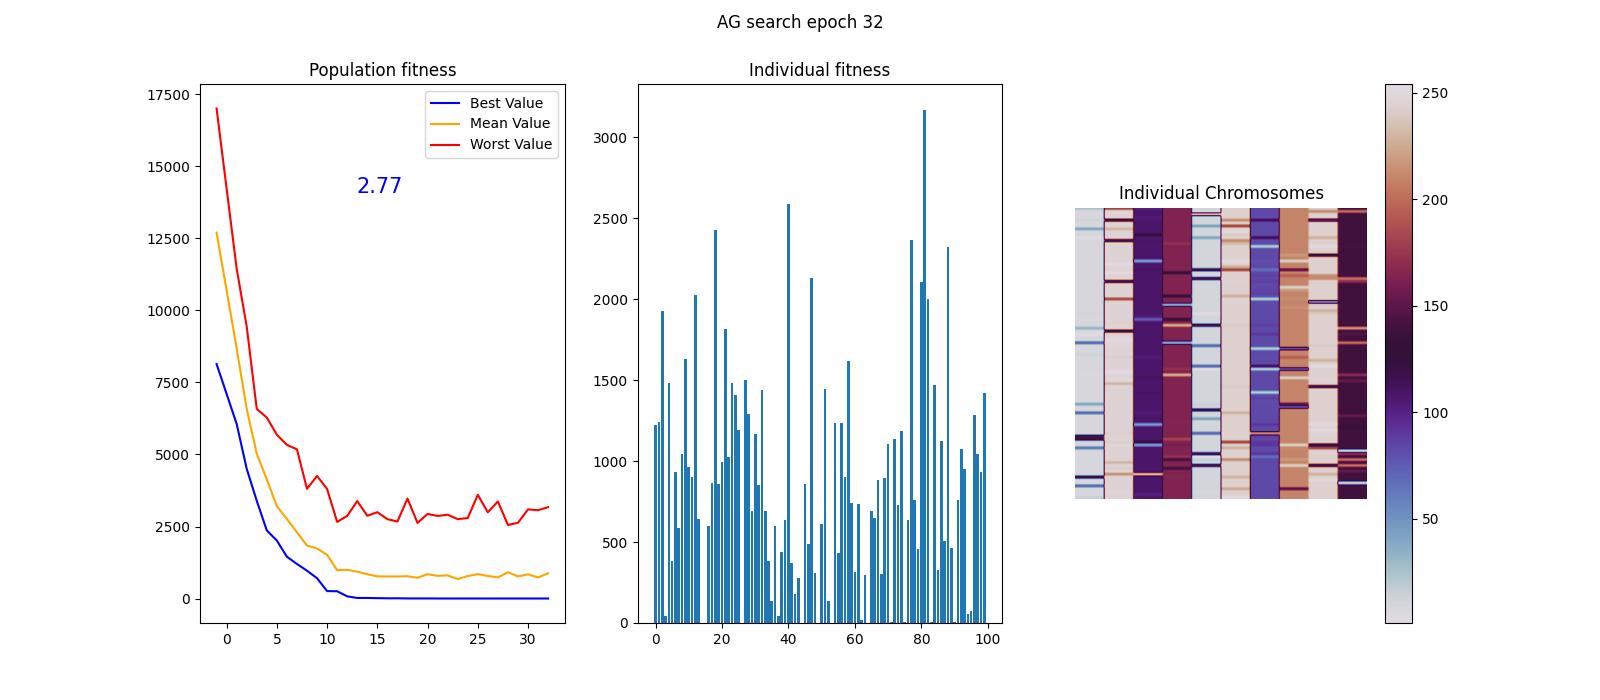 AG search epoch 32
Population fitness
17500
15000
12500
10000
7500
5000
2500
0
0 5 10 15 20 25 30
Best Value
Mean Value
Worst Value
2.77
Individual fitness
3000
2500
2000
1500
1000
500
0
0 20 40 60 80 100
Individual Chromosomes
250
200
150
100
50